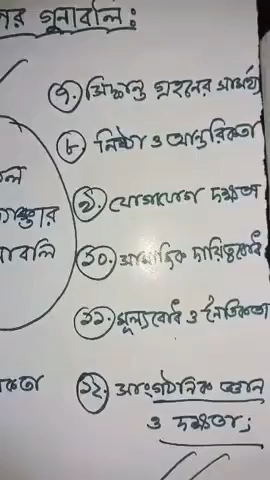 র গুনাবলি:
৭. সিদ্ধান্ত গ্রহনের সামর্থ্য
৮. নিষ্ঠা ও আন্তরিকতা
৯. যোগাযোগ দক্ষতা
১০. সামাজিক দায়িত্ববোধ
১১. মূল্যবোধ ও নৈতিকতা
১২. সাংগঠনিক জ্ঞান
ও দক্ষতা;